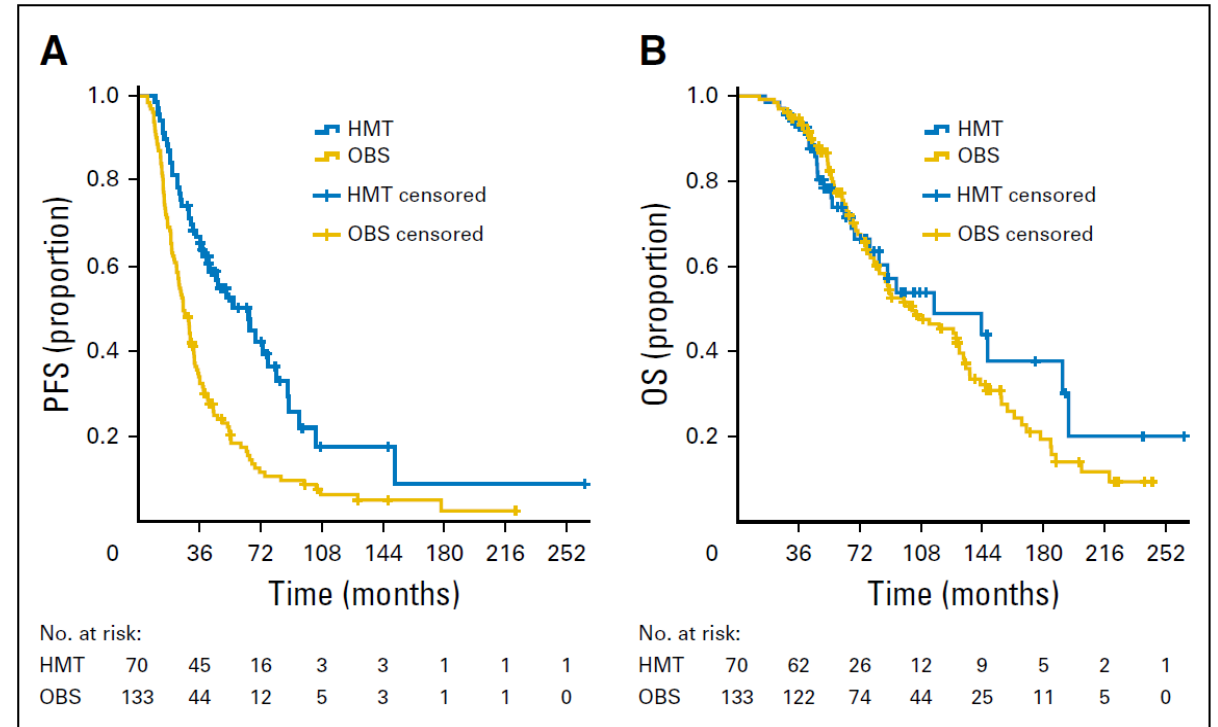 A
1.0
0.8
0.6
0.4
0.2
PFS (proportion)
HMT
OBS
HMT censored
OBS censored
0 36 72 108 144 180 216 252
Time (months)
No. at risk:
HMT 70 45 16 3 3 1 1 1
OBS 133 44 12 5 3 1 1 0
B
1.0
0.8
0.6
0.4
0.2
OS (proportion)
HMT
OBS
HMT censored
OBS censored
0 36 72 108 144 180 216 252
Time (months)
No. at risk:
HMT 70 62 26 12 9 5 2 1
OBS 133 122 74 44 25 11 5 0